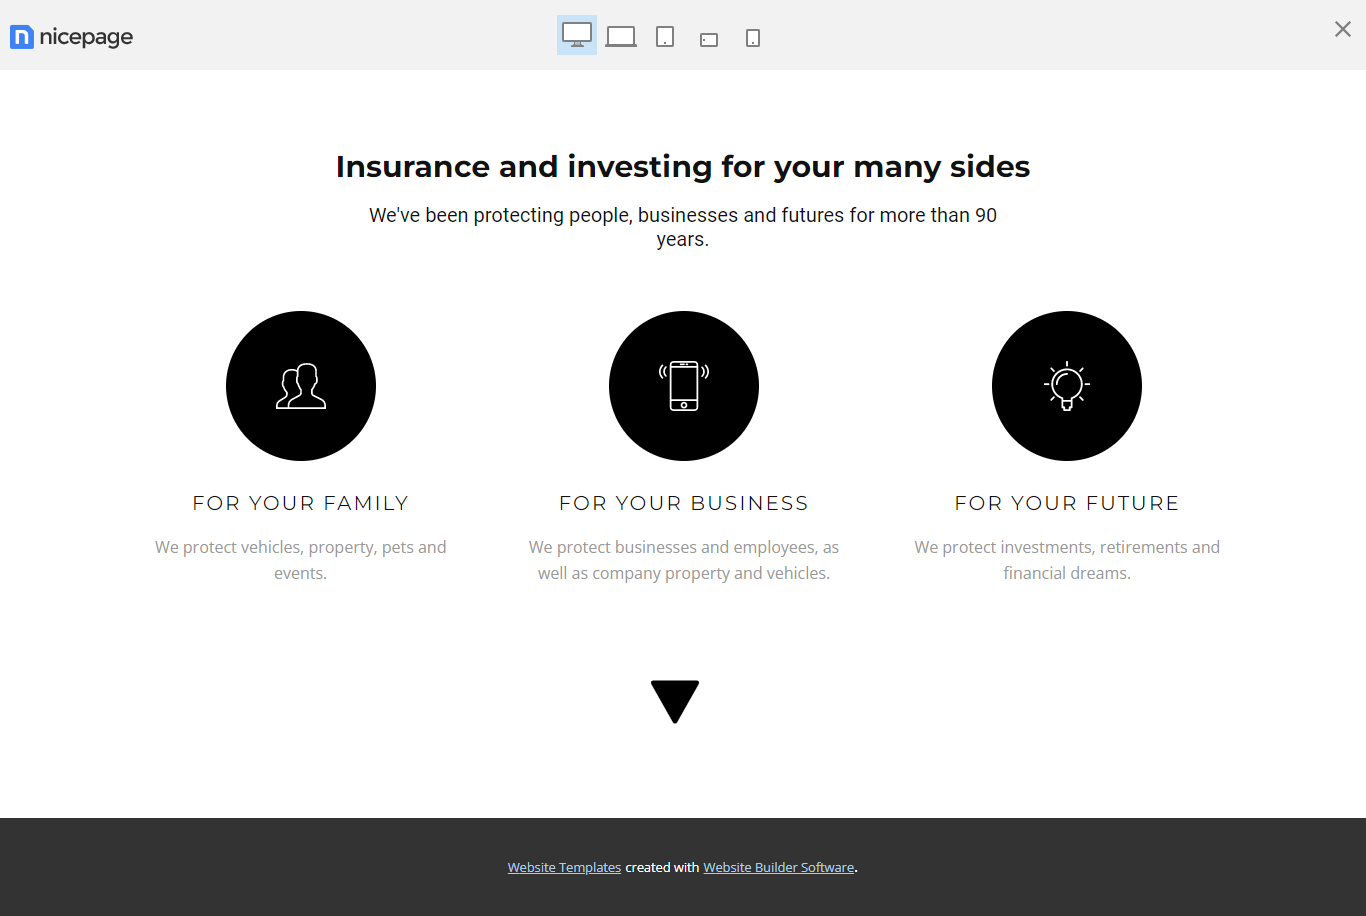 nicepage
Insurance and investing for your many sides
We've been protecting people, businesses and futures for more than 90
years.
FOR YOUR FAMILY
We protect vehicles, property, pets and
events.
FOR YOUR BUSINESS
We protect businesses and employees, as
well as company property and vehicles.
FOR YOUR FUTURE
We protect investments, retirements and
financial dreams.
Website Templates created with Website Builder Software.